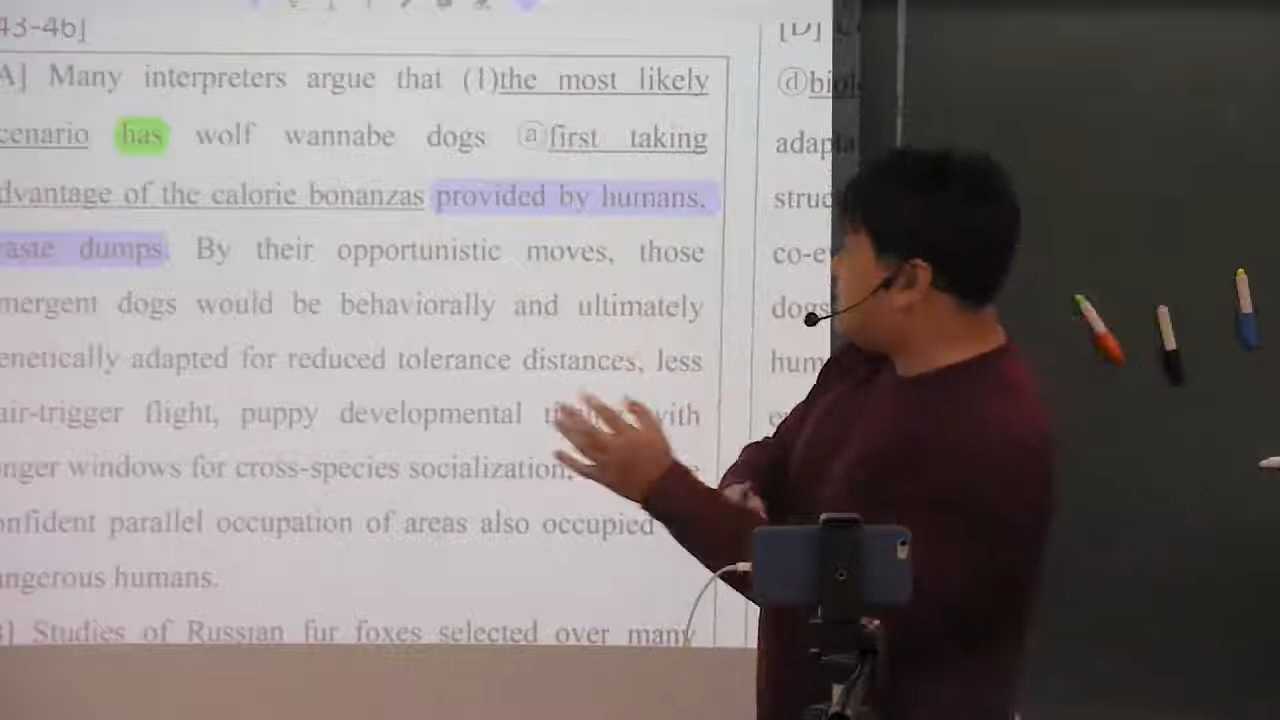 43-46]
A] Many interpreters argue that (1)the most likely
cenario has wolf wannabe dogs ⓐfirst taking
dvantage of the calorie bonanzas provided by humans,
aste dumps. By their opportunistic moves, those
mergent dogs would be behaviorally and ultimately
enetically adapted for reduced tolerance distances, less
air-trigger flight, puppy developmental with
nger windows for cross-species socialization,
onfident parallel occupation of areas also occupied
angerous humans.
] Studies of Russian fur foxes selected over many
[D]
ⓓbiol
adapta
struc
co-ev
dogs
hum